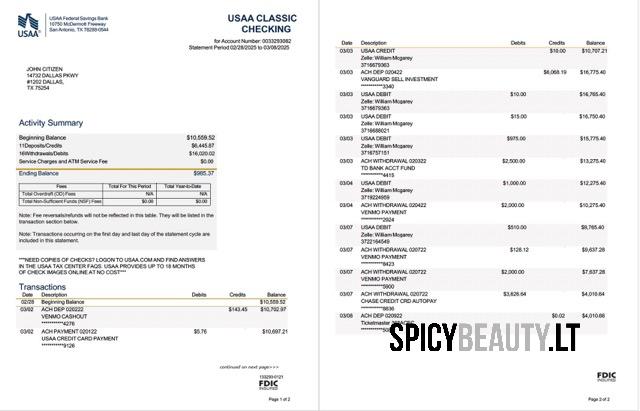 USAA Federal Savings Bank
10750 McDermott Freeway
San Antonio, TX 78288-0544
USAA®
USAA CLASSIC
CHECKING
for Account Number: 0033293082
Statement Period 02/28/2025 to 03/08/2025
JOHN CITIZEN
14732 DALLAS PKWY
#1202 DALLAS,
TX 75254
Activity Summary
Beginning Balance $10,559.52
11Deposits/Credits $6,445.87
16Withdrawals/Debits $16,020.02
Service Charges and ATM Service Fee $0.00
Ending Balance $985.37
Fees Total For This Period Total Year-to-Date
Total Overdraft (OD) Fees N/A N/A
Total Non-Sufficient Funds (NSF) Fees $0.00 $0.00
Note: Fee reversals/refunds will not be reflected in this table. They will be listed in the
transaction section below.
Note: Transactions occurring on the first and last day of the statement cycle are
included in this statement.
***NEED COPIES OF CHECKS? LOGON TO USAA.COM AND FIND ANSWERS
IN THE USAA TAX CENTER FAQS. USAA PROVIDES UP TO 18 MONTHS
OF CHECK IMAGES ONLINE AT NO COST***
Transactions
Date Description Debits Credits Balance
02/28 Beginning Balance $10,559.52
03/02 ACH DEP 020222 $143.45 $10,702.97
VENMO CASHOUT
***********4276
03/02 ACH PAYMENT 020122 $5.76 $10,697.21
USAA CREDIT CARD PAYMENT
***********9126
continued on next page>>>
133293-0121
FDIC
INSURED
Page 1 of 2
Date Description Debits Credits Balance
03/03 USAA CREDIT $10.00 $10,707.21
Zelle: William Mcgarey
3716679363
03/03 ACH DEP 020422 $6,068.19 $16,775.40
VANGUARD SELL INVESTMENT
***********3340
03/03 USAA DEBIT $10.00 $16,765.40
Zelle: William Mcgarey
3716679363
03/03 USAA DEBIT $15.00 $16,750.40
Zelle: William Mcgarey
3716688021
03/03 USAA DEBIT $975.00 $15,775.40
Zelle: William Mcgarey
3716757151
03/03 ACH WITHDRAWAL 020322 $2,500.00 $13,275.40
TD BANK ACCT FUND
***********4415
03/04 USAA DEBIT $1,000.00 $12,275.40
Zelle: William Mcgarey
3719224959
03/04 ACH WITHDRAWAL 020422 $2,000.00 $10,275.40
VENMO PAYMENT
***********2924
03/07 USAA DEBIT $510.00 $9,765.40
Zelle: William Mcgarey
3722164549
03/07 ACH WITHDRAWAL 020722 $128.12 $9,637.28
VENMO PAYMENT
***********8423
03/07 ACH WITHDRAWAL 020722 $2,000.00 $7,637.28
VENMO PAYMENT
***********5900
03/07 ACH WITHDRAWAL 020722 $3,626.64 $4,010.64
CHASE CREDIT CRD AUTOPAY
***********8636
03/08 ACH DEP 020922 $0.02 $4,010.66
Ticketmaster
SPICYBEAUTY.LT
FDIC
INSURED
Page 2 of 2